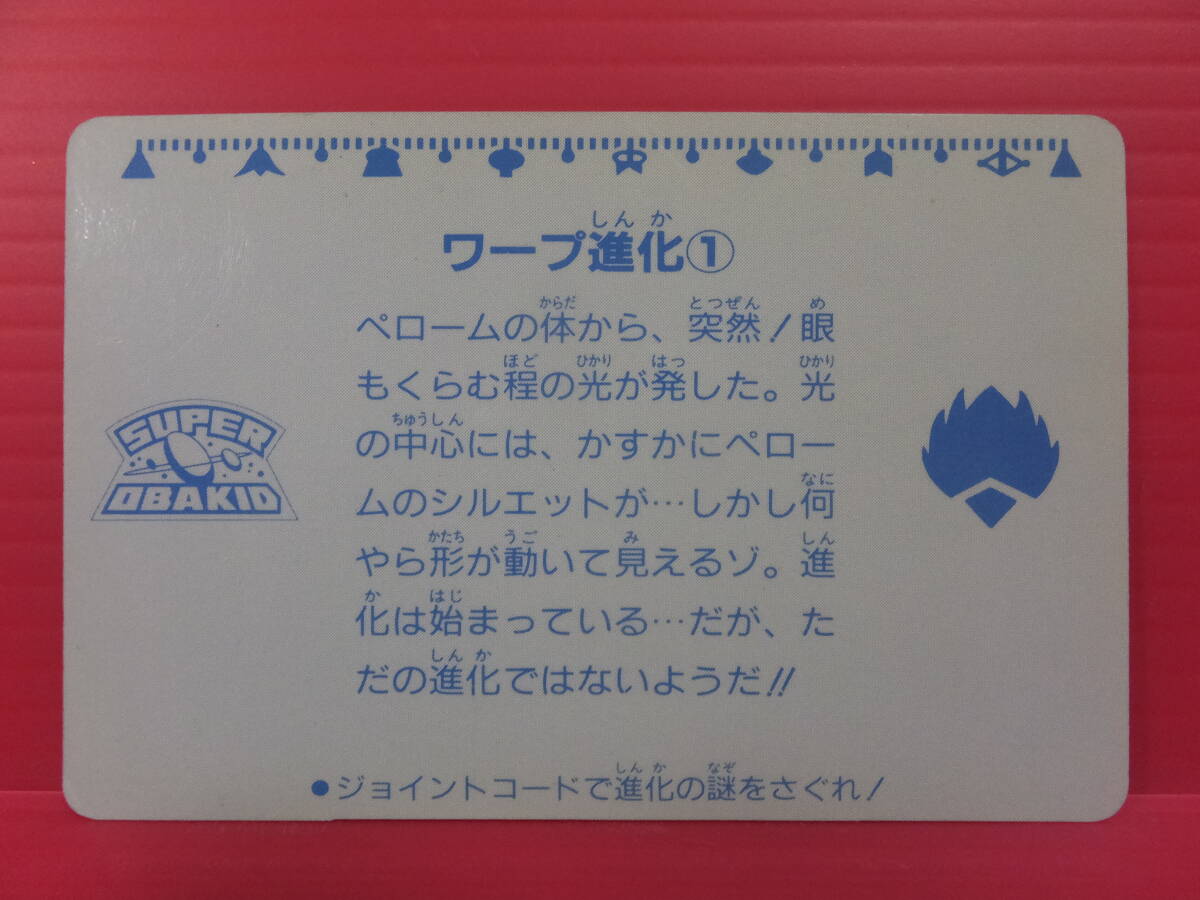 ワープ進化①
ペロームの体から、突然！眼
もくらむ程の光が発した。光
の中心には、かすかにペロー
ムのシルエットが…しかし何
やら形が動いて見えるゾ。進
化は始まっている…だが、た
だの進化ではないようだ!!
SUPER
OBAKID
●ジョイントコードで進化の謎をさぐれ！